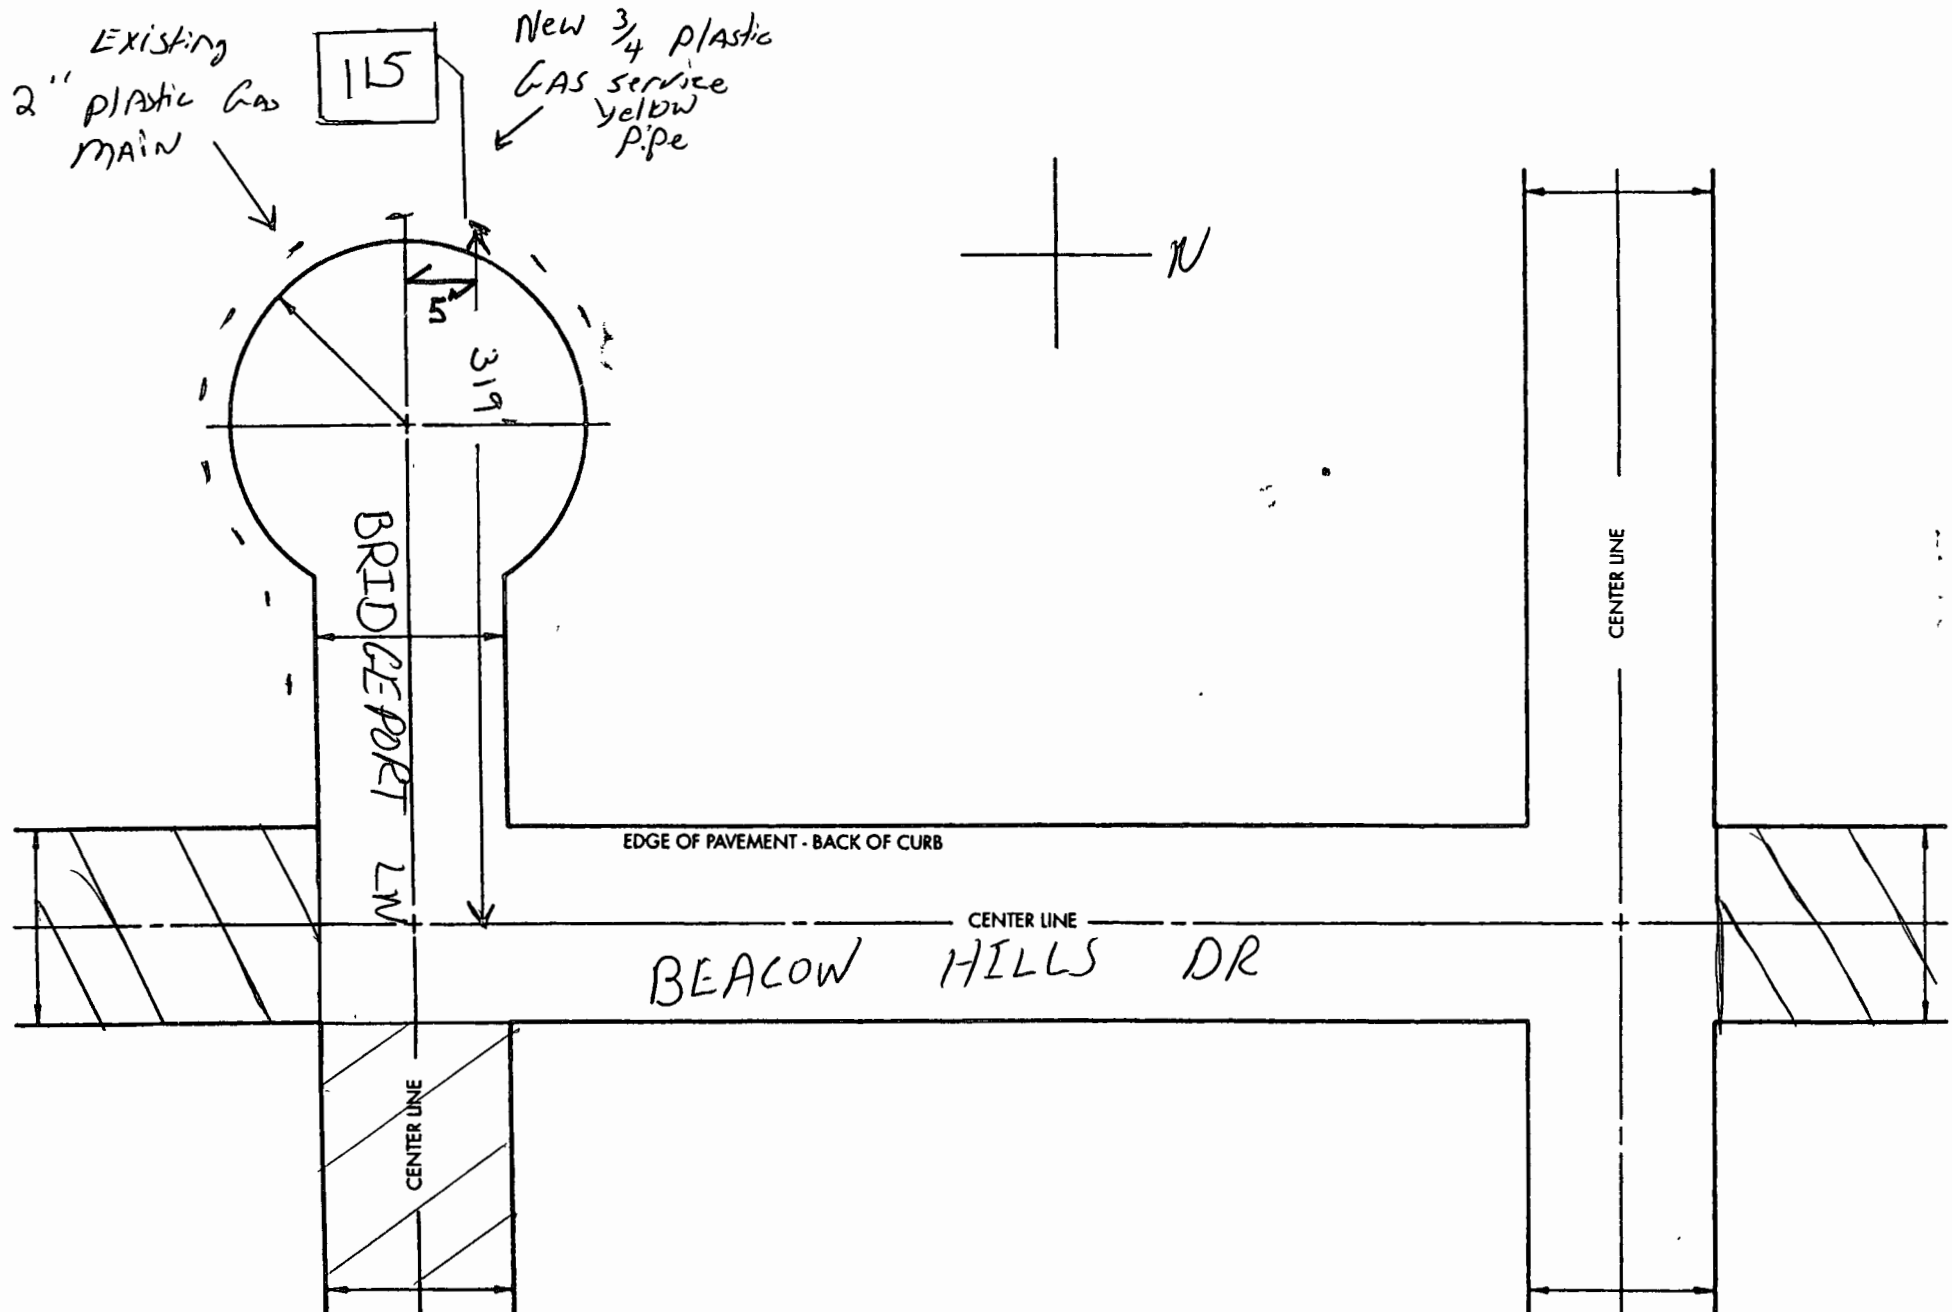 Existing
2" plastic Gas
MAIN
115
New 3/4 plastic
GAS service
yellow
pipe
N
5'
319'
BRIDGEPORT LN
CENTER LINE
EDGE OF PAVEMENT - BACK OF CURB
CENTER LINE
BEACON HILLS DR
CENTER LINE